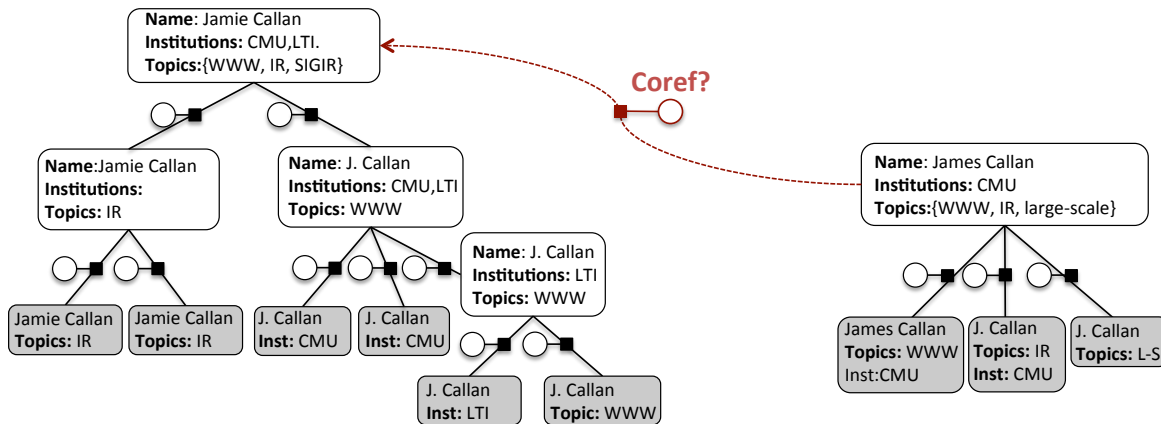 Name: Jamie Callan
Institutions: CMU,LTI.
Topics:{WWW, IR, SIGIR}
Coref?
Name:Jamie Callan
Institutions:
Topics: IR
Name: J. Callan
Institutions: CMU,LTI
Topics: WWW
Name: James Callan
Institutions: CMU
Topics:{WWW, IR, large-scale}
Name: J. Callan
Institutions: LTI
Topics: WWW
Jamie Callan
Topics: IR
Jamie Callan
Topics: IR
J. Callan
Inst: CMU
J. Callan
Inst: CMU
James Callan
Topics: WWW
Inst:CMU
J. Callan
Topics: IR
Inst: CMU
J. Callan
Topics: L-S
J. Callan
Inst: LTI
J. Callan
Topic: WWW